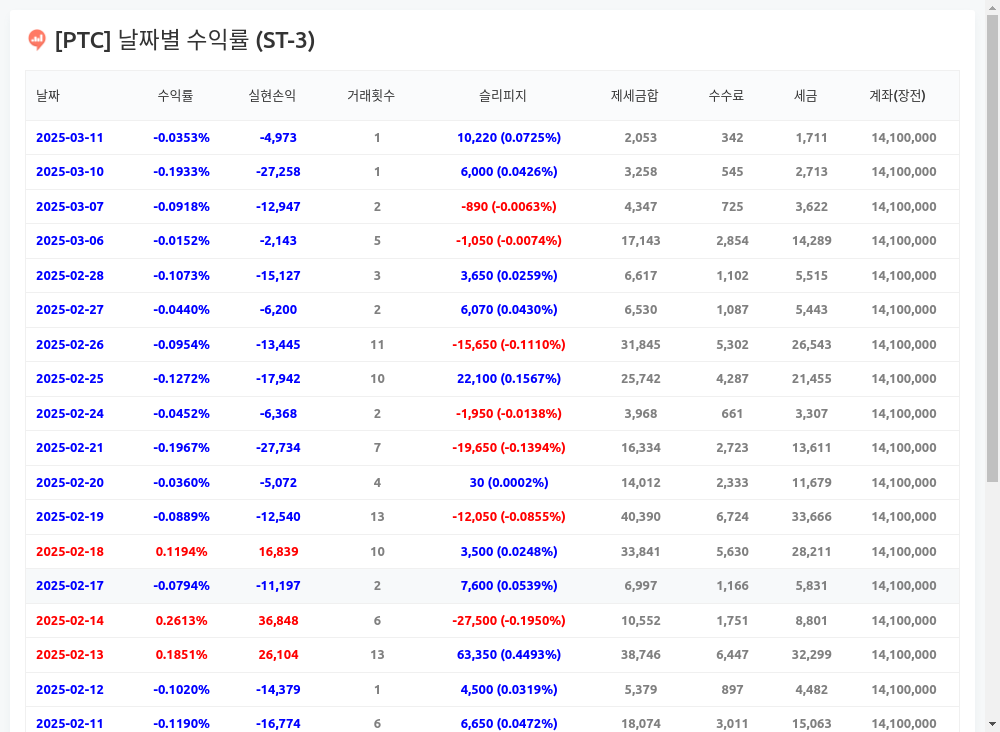 [PTC] 날짜별 수익률 (ST-3)
날짜 수익률 실현손익 거래횟수 슬리피지 제세금합 수수료 세금 계좌(장전)
2025-03-11 -0.0353% -4,973 1 10,220 (0.0725%) 2,053 342 1,711 14,100,000
2025-03-10 -0.1933% -27,258 1 6,000 (0.0426%) 3,258 545 2,713 14,100,000
2025-03-07 -0.0918% -12,947 2 -890 (-0.0063%) 4,347 725 3,622 14,100,000
2025-03-06 -0.0152% -2,143 5 -1,050 (-0.0074%) 17,143 2,854 14,289 14,100,000
2025-02-28 -0.1073% -15,127 3 3,650 (0.0259%) 6,617 1,102 5,515 14,100,000
2025-02-27 -0.0440% -6,200 2 6,070 (0.0430%) 6,530 1,087 5,443 14,100,000
2025-02-26 -0.0954% -13,445 11 -15,650 (-0.1110%) 31,845 5,302 26,543 14,100,000
2025-02-25 -0.1272% -17,942 10 22,100 (0.1567%) 25,742 4,287 21,455 14,100,000
2025-02-24 -0.0452% -6,368 2 -1,950 (-0.0138%) 3,968 661 3,307 14,100,000
2025-02-21 -0.1967% -27,734 7 -19,650 (-0.1394%) 16,334 2,723 13,611 14,100,000
2025-02-20 -0.0360% -5,072 4 30 (0.0002%) 14,012 2,333 11,679 14,100,000
2025-02-19 -0.0889% -12,540 13 -12,050 (-0.0855%) 40,390 6,724 33,666 14,100,000
2025-02-18 0.1194% 16,839 10 3,500 (0.0248%) 33,841 5,630 28,211 14,100,000
2025-02-17 -0.0794% -11,197 2 7,600 (0.0539%) 6,997 1,166 5,831 14,100,000
2025-02-14 0.2613% 36,848 6 -27,500 (-0.1950%) 10,552 1,751 8,801 14,100,000
2025-02-13 0.1851% 26,104 13 63,350 (0.4493%) 38,746 6,447 32,299 14,100,000
2025-02-12 -0.1020% -14,379 1 4,500 (0.0319%) 5,379 897 4,482 14,100,000
2025-02-11 -0.1190% -16,774 6 6,650 (0.0472%) 18,074 3,011 15,063 14,100,000